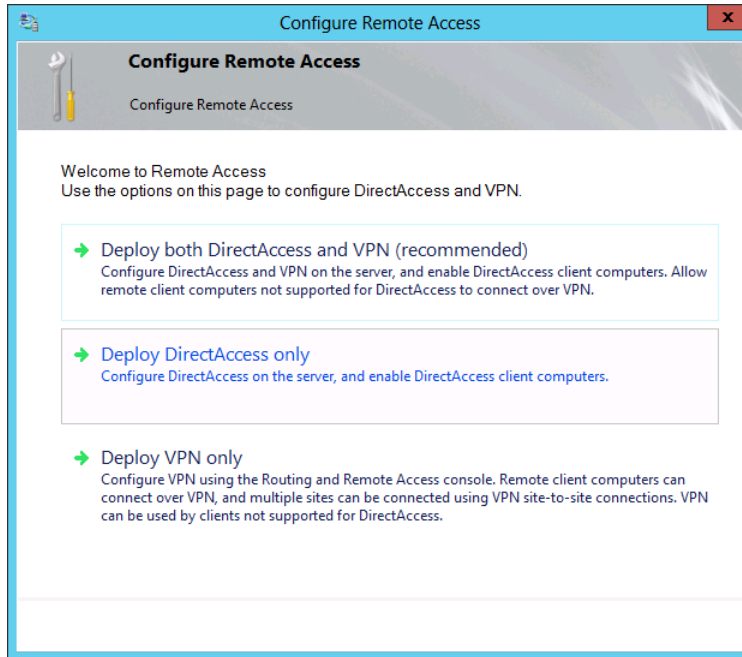 Configure Remote Access
x
Configure Remote Access
Configure Remote Access
Welcome to Remote Access
Use the options on this page to configure DirectAccess and VPN.
Deploy both DirectAccess and VPN (recommended)
Configure DirectAccess and VPN on the server, and enable DirectAccess client computers. Allow
remote client computers not supported for DirectAccess to connect over VPN.
Deploy DirectAccess only
Configure DirectAccess on the server, and enable DirectAccess client computers.
Deploy VPN only
Configure VPN using the Routing and Remote Access console. Remote client computers can
connect over VPN, and multiple sites can be connected using VPN site-to-site connections. VPN
can be used by clients not supported for DirectAccess.